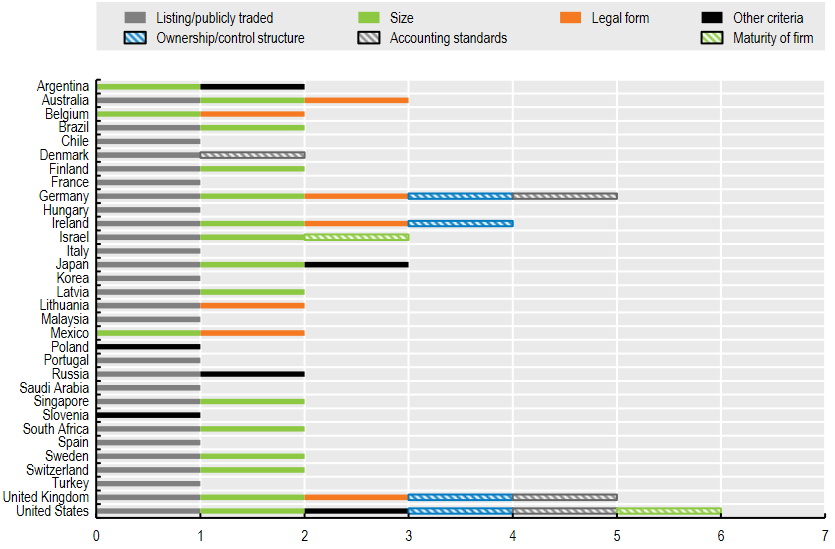 Listing/publicly traded Size Legal form Other criteria
Ownership/control structure Accounting standards Maturity of firm
Argentina
Australia
Belgium
Brazil
Chile
Denmark
Finland
France
Germany
Hungary
Ireland
Israel
Italy
Japan
Korea
Latvia
Lithuania
Malaysia
Mexico
Poland
Portugal
Russia
Saudi Arabia
Singapore
Slovenia
South Africa
Spain
Sweden
Switzerland
Turkey
United Kingdom
United States
0 1 2 3 4 5 6 7